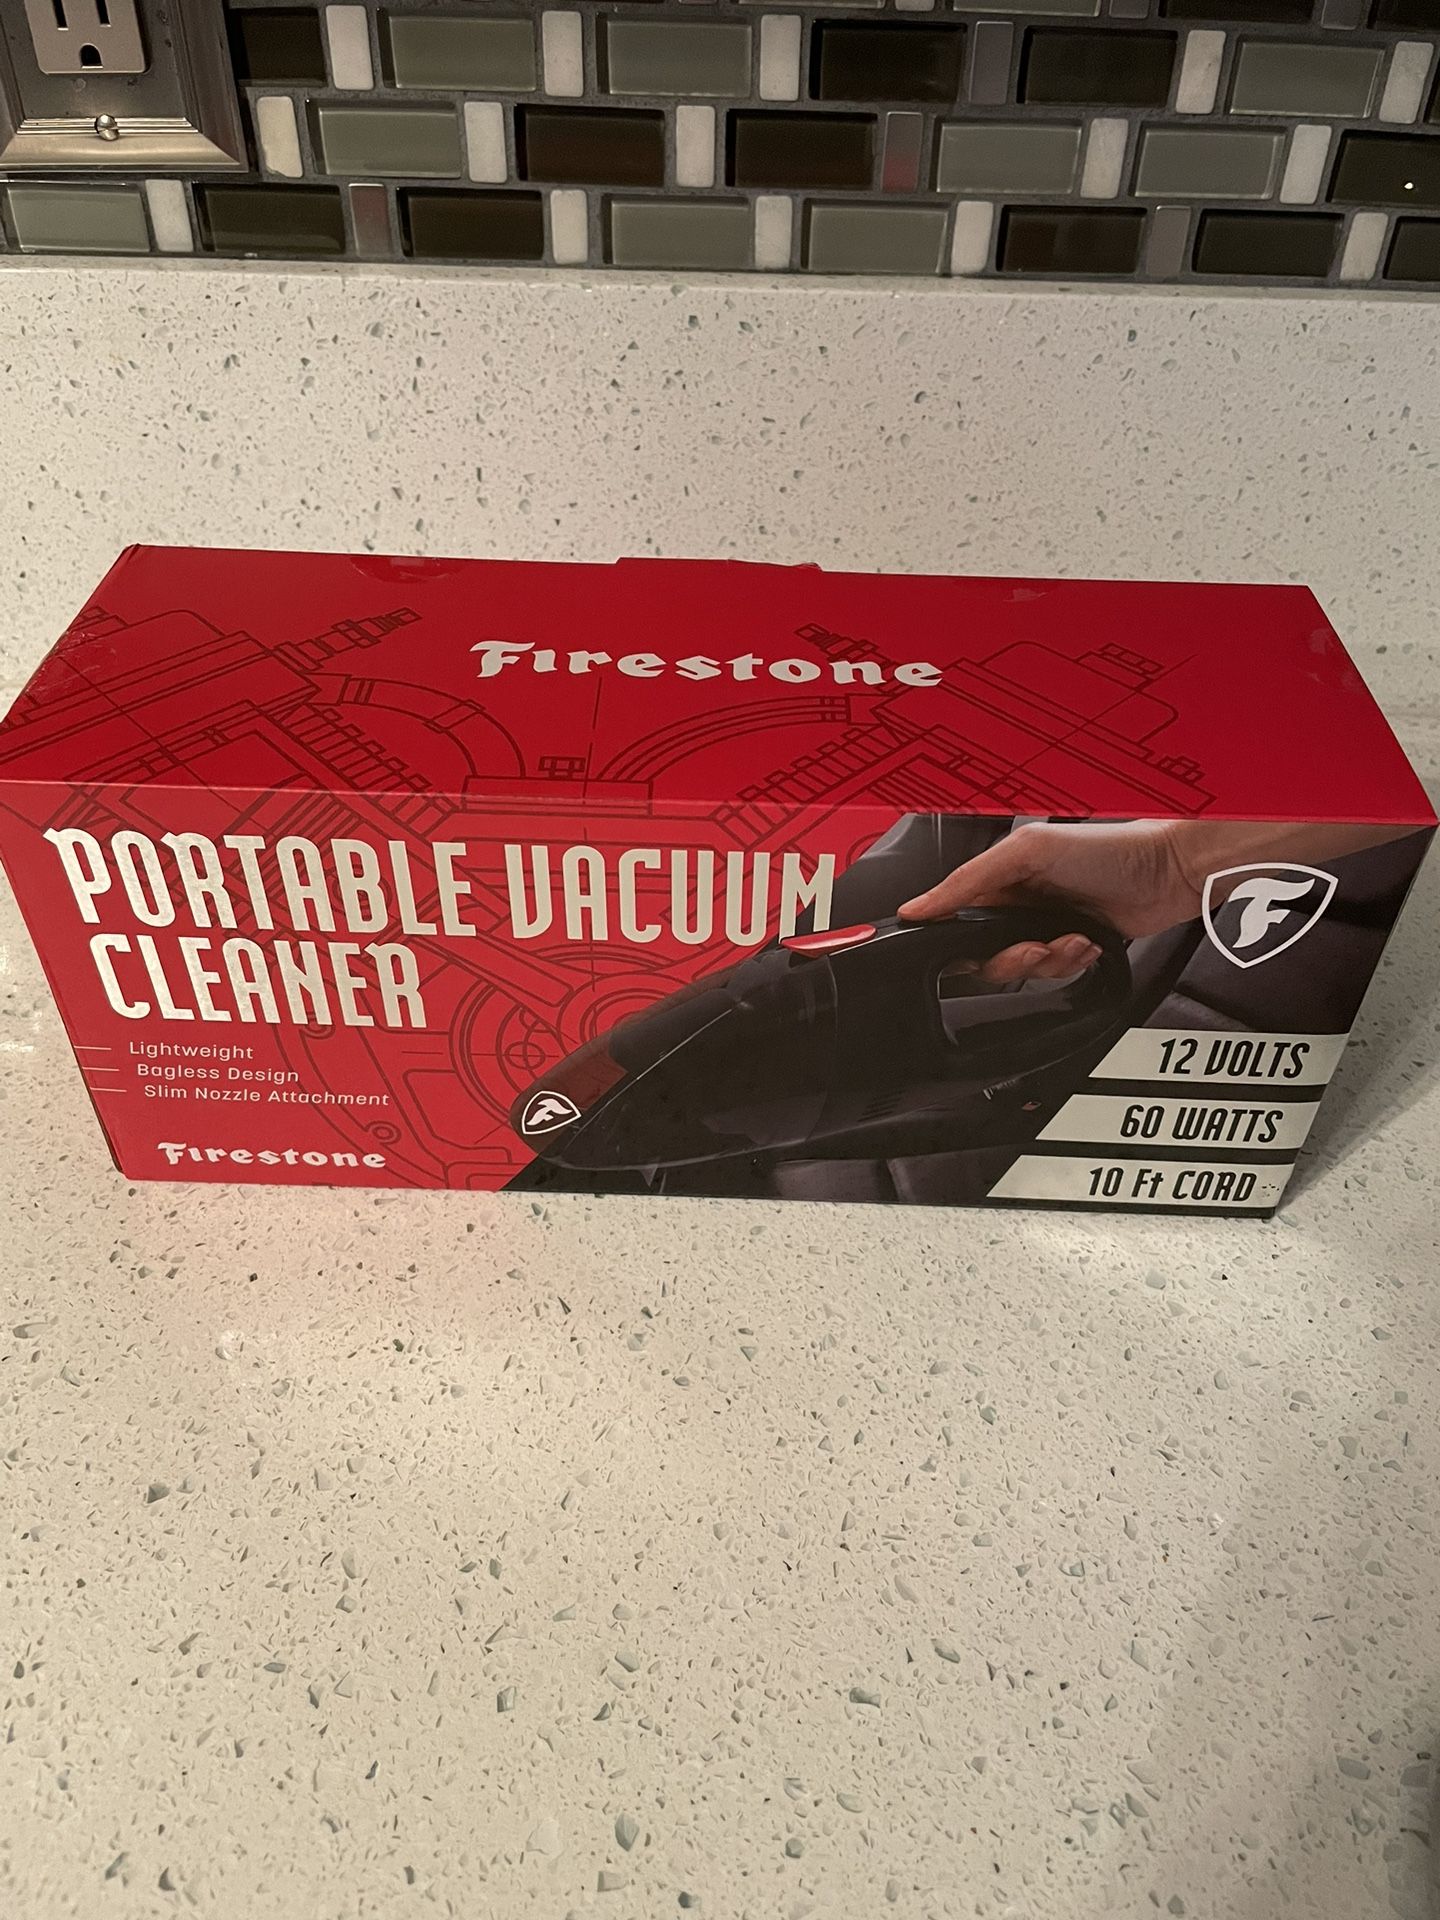 Firestone
PORTABLE VACUUM
CLEANER
Lightweight
Bagless Design
Slim Nozzle Attachment
Firestone
F
F
12 VOLTS
60 WATTS
10 Ft CORD